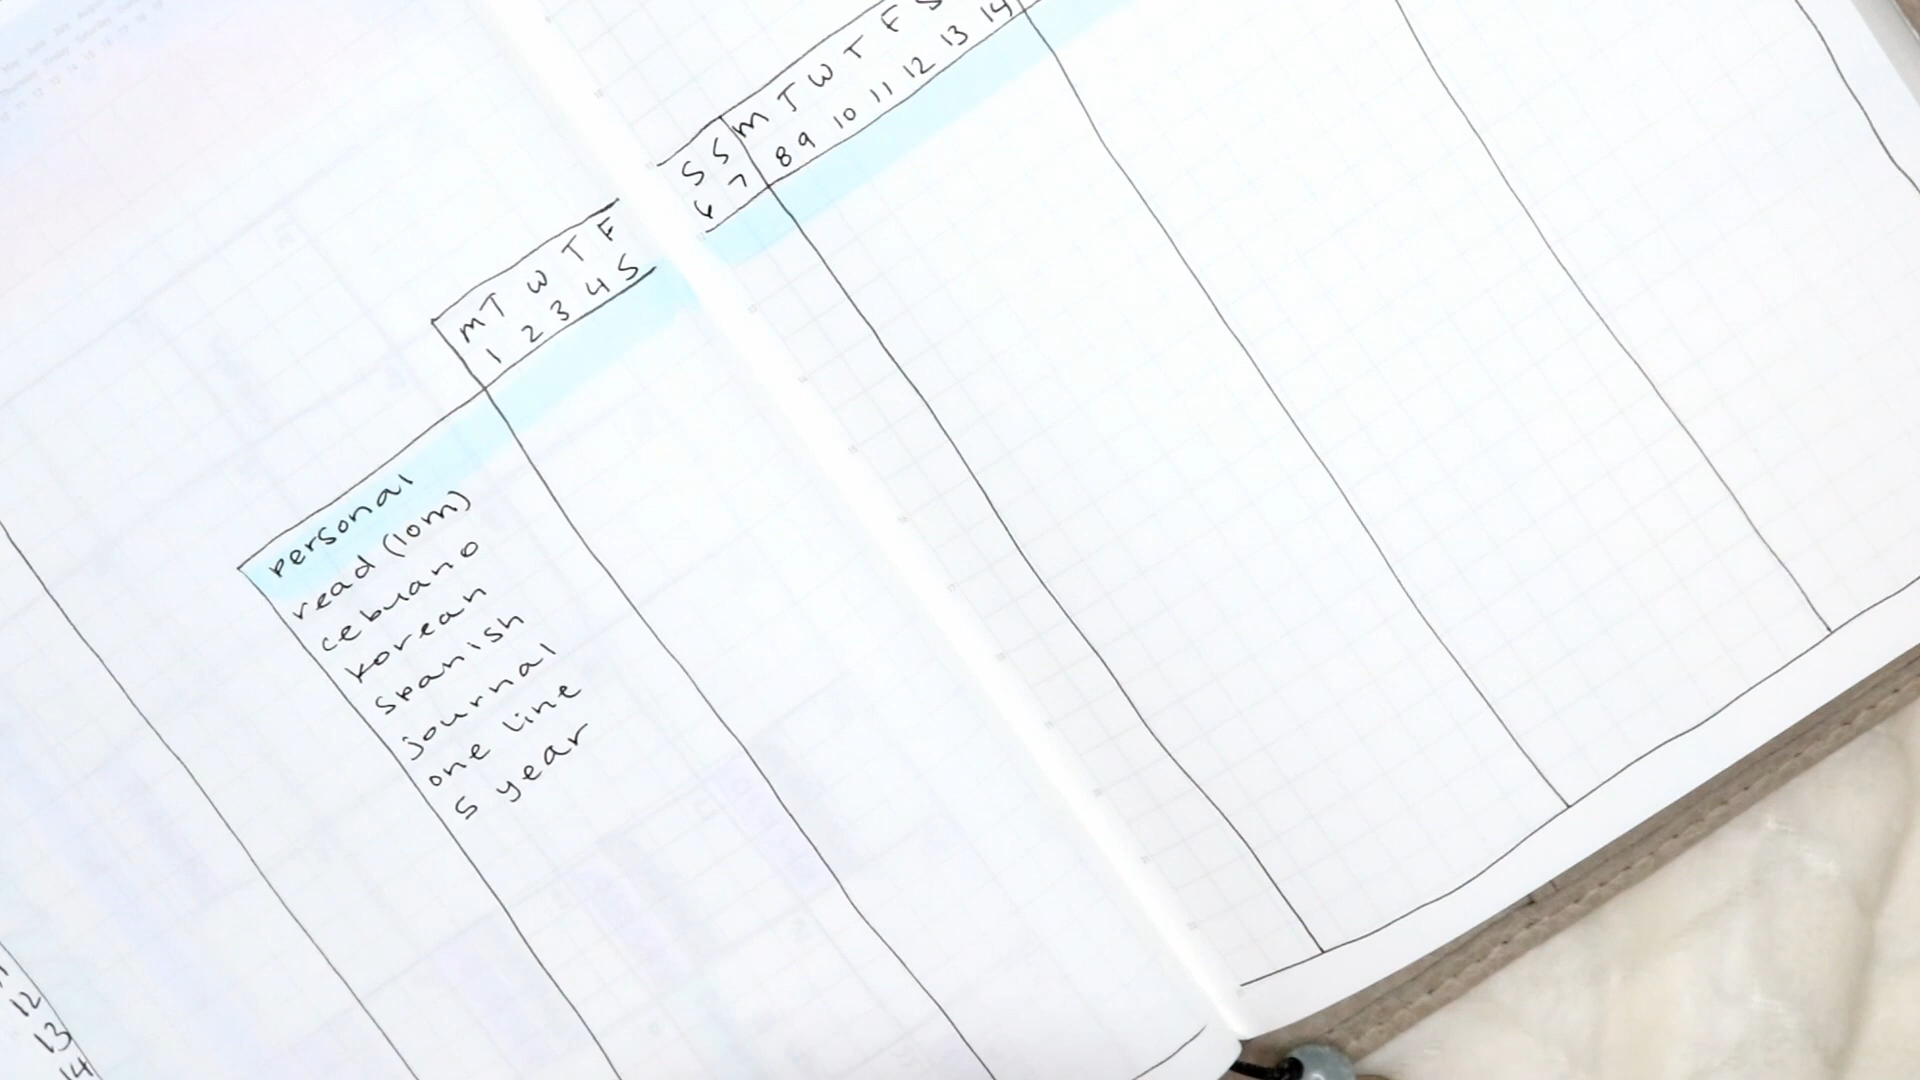 M T W T F S S M T W T F S
1 2 3 4 5 6 7 8 9 10 11 12 13 14
personal
read (10m)
cebuano
korean
spanish
journal
one line
5 year
12
13
14